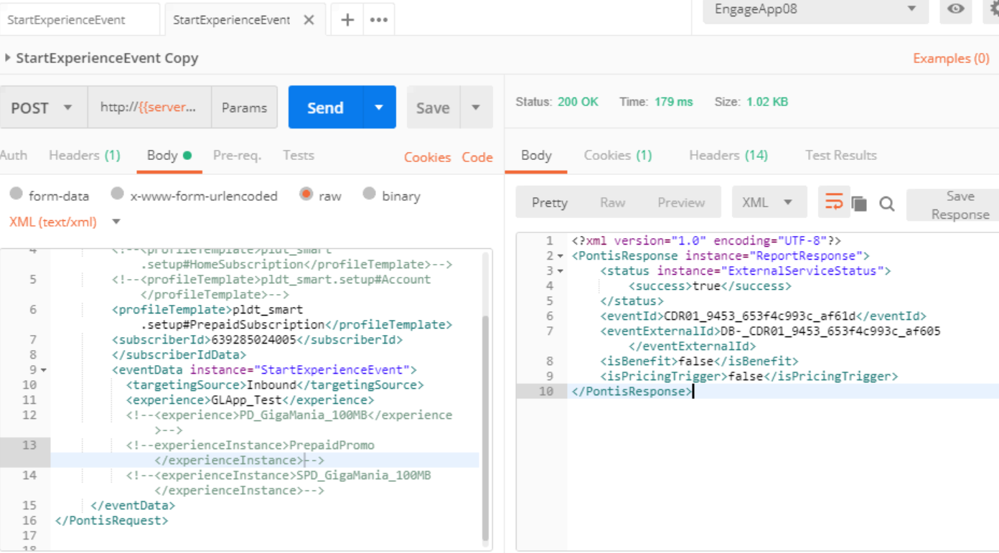 StartExperienceEvent
StartExperienceEvent
EngageApp08
StartExperienceEvent Copy
Examples (0)
POST
http://{{server...
Params
Send
Save
Status: 200 OK Time: 179 ms Size: 1.02 KB
Auth
Headers (1)
Body
Pre-req.
Tests
Cookies
Code
form-data
x-www-form-urlencoded
raw
binary
XML (text/xml)
4 <!--<profileTemplate>pldt_smart
.setup#HomeSubscription</profileTemplate>-->
5 <!--<profileTemplate>pldt_smart.setup#Account
</profileTemplate>-->
6 <profileTemplate>pldt_smart
.setup#PrepaidSubscription</profileTemplate>
7 <subscriberId>639285024005</subscriberId>
8 </subscriberIdData>
9 <eventData instance="StartExperienceEvent">
10 <targetingSource>Inbound</targetingSource>
11 <experience>GLApp_Test</experience>
12 <!--<experience>PD_GigaMania_100MB</experience
>-->
13 <!--experienceInstance>PrepaidPromo
</experienceInstance>-->
14 <!--<experienceInstance>SPD_GigaMania_100MB
</experienceInstance>-->
15 </eventData>
16 </PontisRequest>
17
18
Body
Cookies (1)
Headers (14)
Test Results
Pretty
Raw
Preview
XML
Save
Response
1 <?xml version="1.0" encoding="UTF-8"?>
2 <PontisResponse instance="ReportResponse">
3 <status instance="ExternalServiceStatus">
4 <success>true</success>
5 </status>
6 <eventId>CDR01_9453_653f4c993c_af61d</eventId>
7 <eventExternalId>DB-_CDR01_9453_653f4c993c_af605
</eventExternalId>
8 <isBenefit>false</isBenefit>
9 <isPricingTrigger>false</isPricingTrigger>
10 </PontisResponse>